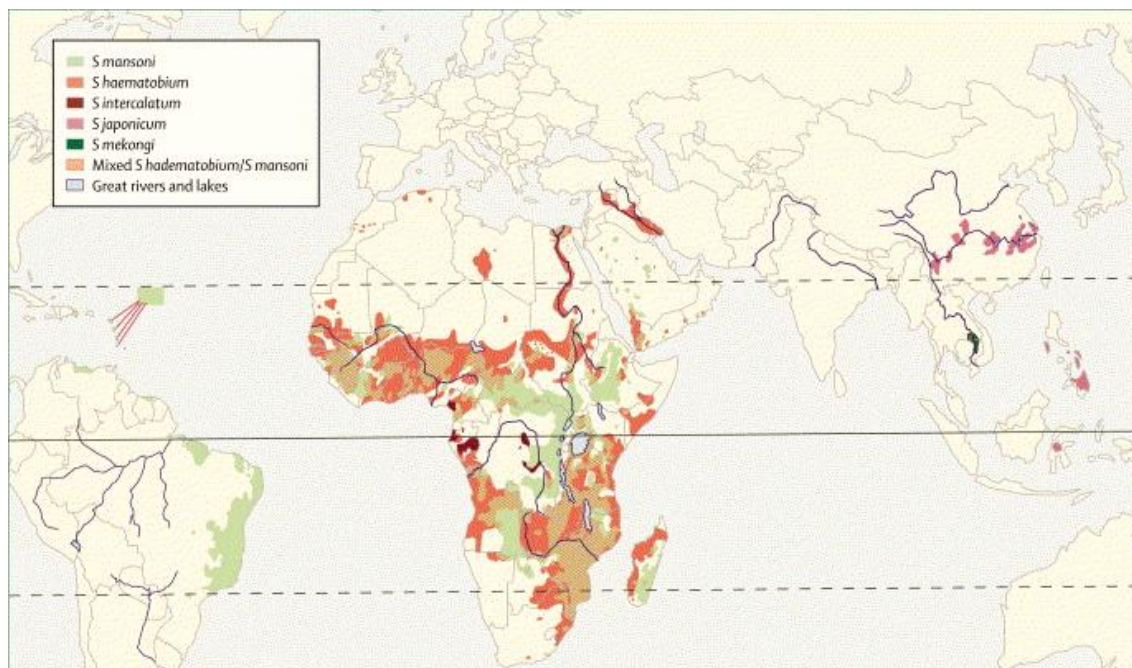 S mansoni
S haematobium
S intercalatum
S japonicum
S mekongi
Mixed S hadematobium/S mansoni
Great rivers and lakes